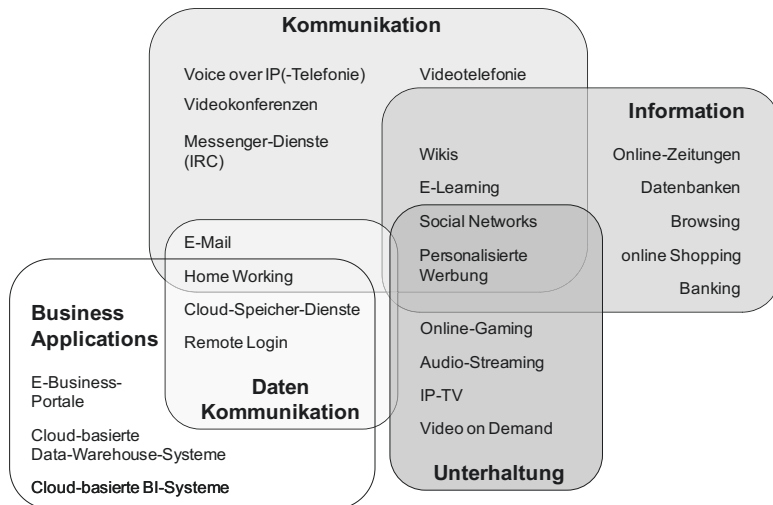 Kommunikation
Voice over IP(-Telefonie)
Videotelefonie
Videokonferenzen
Messenger-Dienste
(IRC)
Information
Wikis
Online-Zeitungen
E-Learning
Datenbanken
Social Networks
Browsing
Personalisierte
Werbung
online Shopping
Banking
E-Mail
Home Working
Cloud-Speicher-Dienste
Remote Login
Daten
Kommunikation
Business
Applications
E-Business-
Portale
Cloud-basierte
Data-Warehouse-Systeme
Cloud-basierte BI-Systeme
Online-Gaming
Audio-Streaming
IP-TV
Video on Demand
Unterhaltung